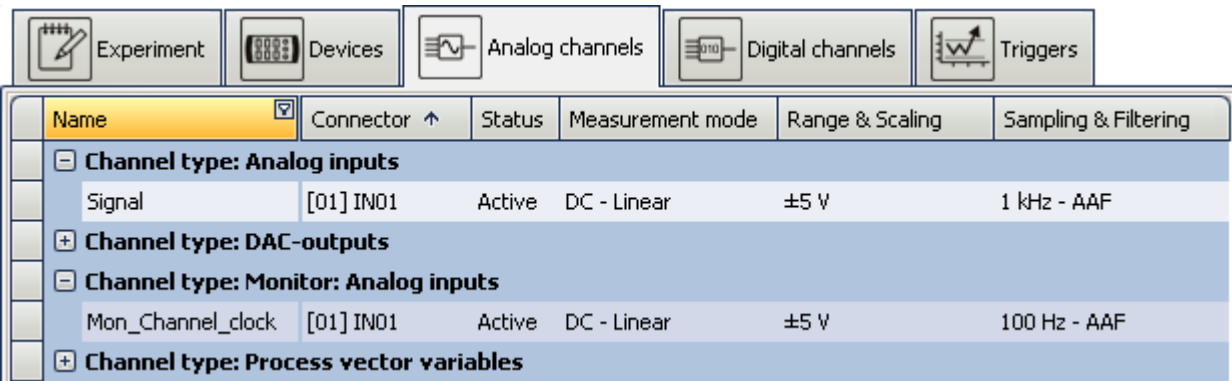 Experiment Devices Analog channels Digital channels Triggers
Name Connector Status Measurement mode Range & Scaling Sampling & Filtering
Channel type: Analog inputs
Signal [01] IN01 Active DC - Linear ±5 V 1 kHz - AAF
Channel type: DAC-outputs
Channel type: Monitor: Analog inputs
Mon_Channel_clock [01] IN01 Active DC - Linear ±5 V 100 Hz - AAF
Channel type: Process vector variables